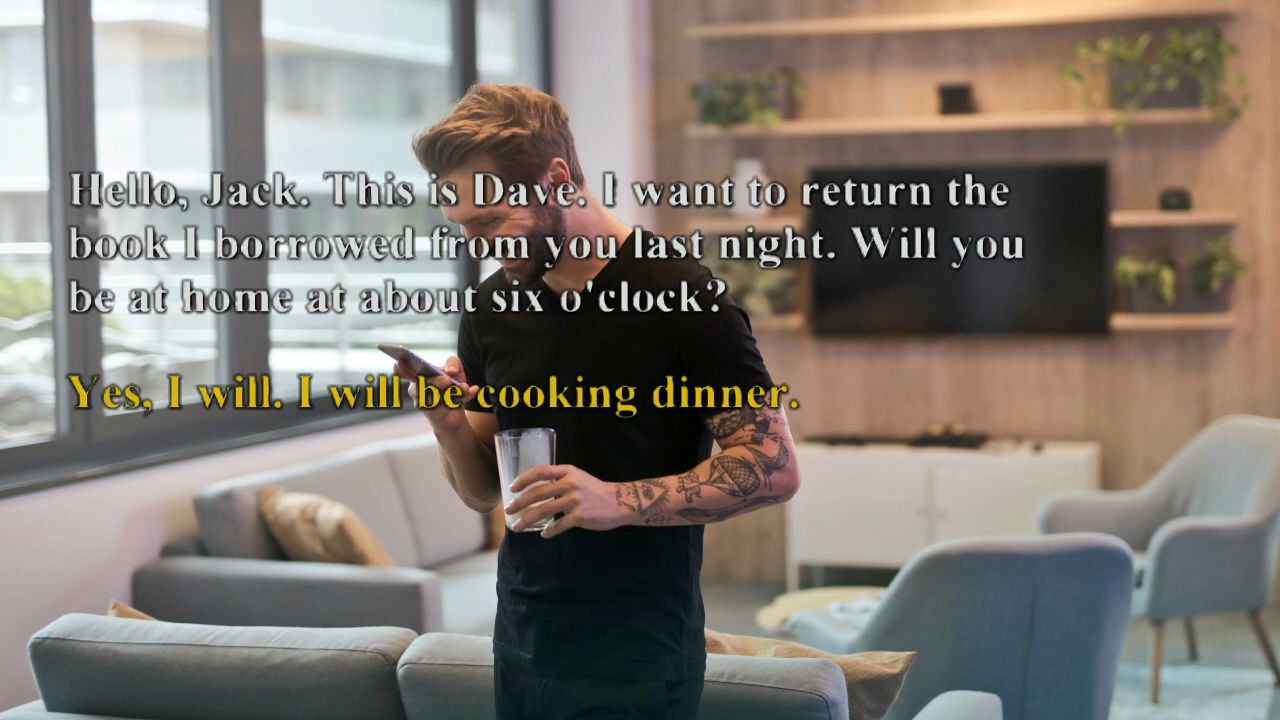 Hello, Jack. This is Dave. I want to return the
book I borrowed from you last night. Will you
be at home at about six o'clock?
Yes, I will. I will be cooking dinner.